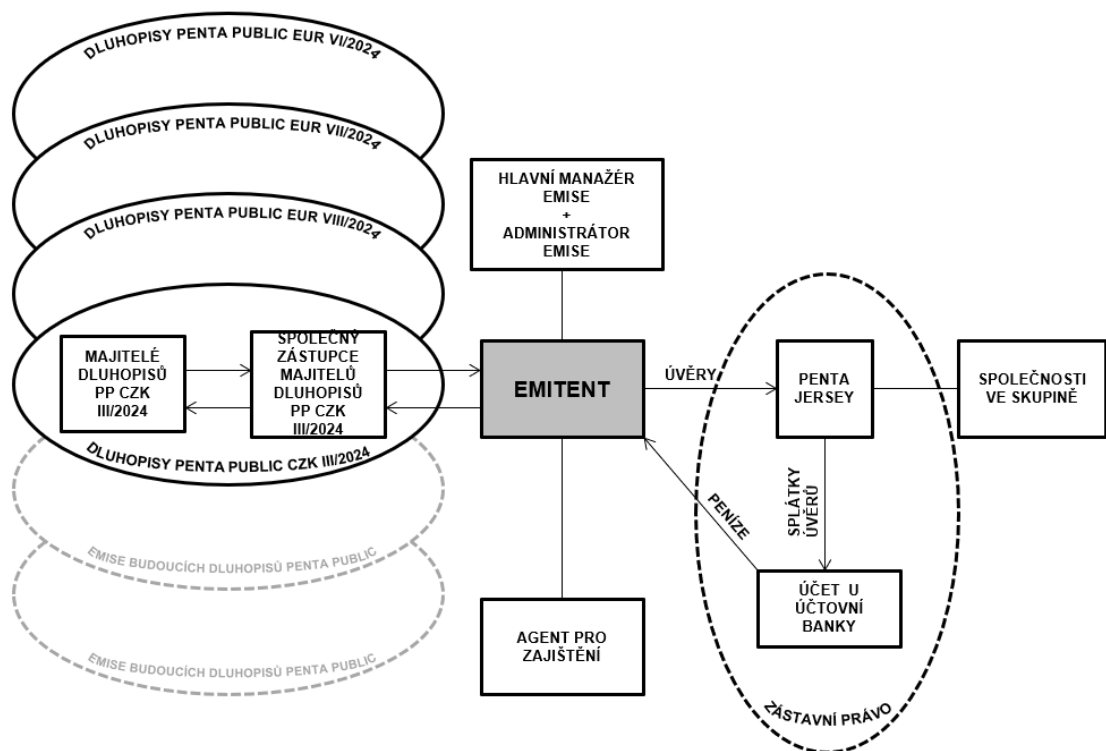 DLUHOPISY PENTA PUBLIC EUR VI/2024
DLUHOPISY PENTA PUBLIC EUR VII/2024
DLUHOPISY PENTA PUBLIC EUR VIII/2024
HLAVNÍ MANAŽÉR
EMISE
+
ADMINISTRÁTOR
EMISE
MAJITELÉ
DLUHOPISŮ
PP CZK
III/2024
SPOLEČNÝ
ZÁSTUPCE
MAJITELŮ
DLUHOPISŮ
PP CZK
III/2024
DLUHOPISY PENTA PUBLIC CZK III/2024
EMITENT
ÚVĚRY
PENTA
JERSEY
SPOLEČNOSTI
VE SKUPINĚ
PENÍZE
SPLÁTKY
ÚVĚRŮ
EMISE BUDOUCÍCH DLUHOPISŮ PENTA PUBLIC
AGENT PRO
ZAJIŠTĚNÍ
ÚČET U
ÚČTOVNÍ
BANKY
EMISE BUDOUCÍCH DLUHOPISŮ PENTA PUBLIC
ZÁSTAVNÍ PRÁVO